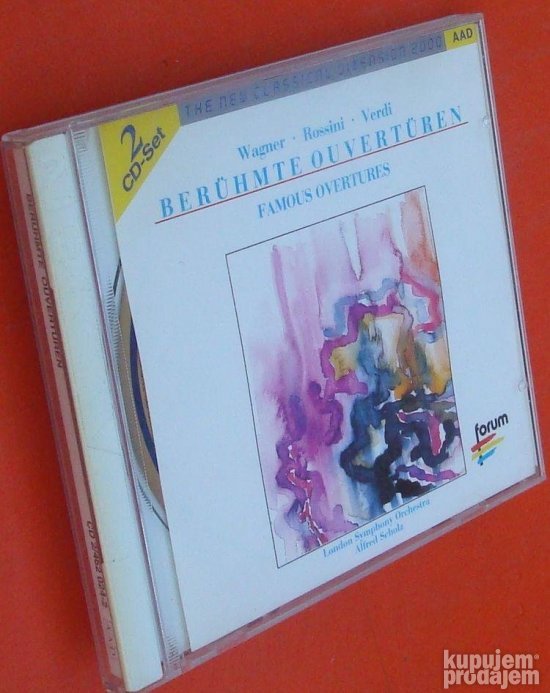 THE NEW CLASSICAL DIMENSION 2000
AAD
2
CD-Set
Wagner · Rossini · Verdi
BERÜHMTE OUVERTÜREN
FAMOUS OVERTURES
forum
London Symphony Orchestra
Alfred Scholz
BERÜHMTE OUVERTÜREN
kupujem
prodajem